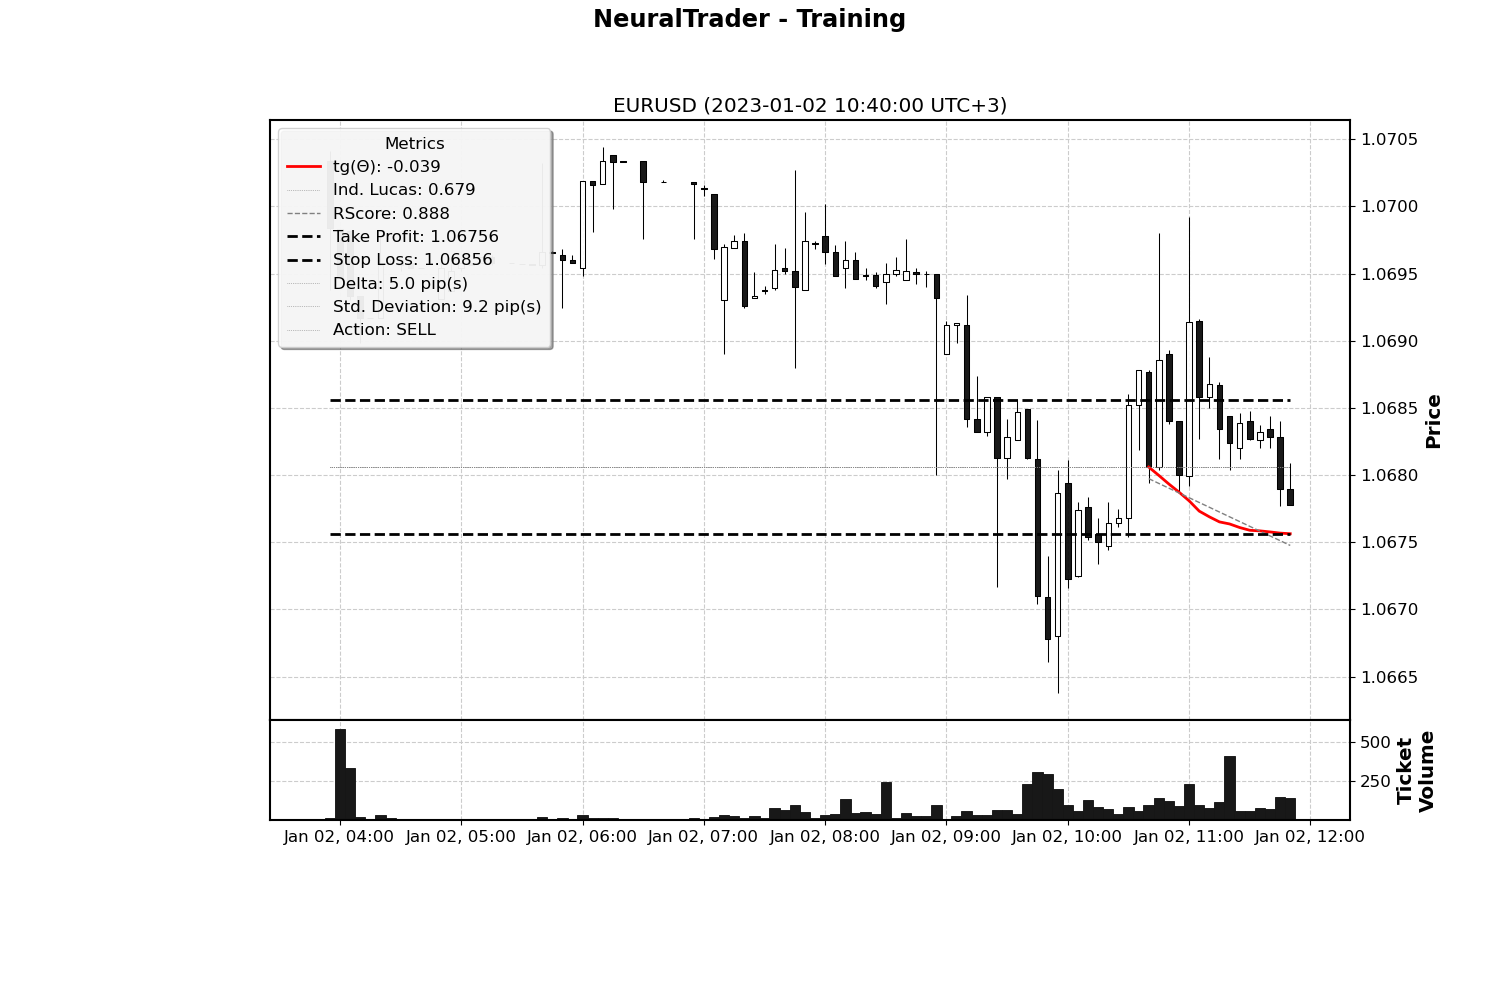 NeuralTrader - Training
EURUSD (2023-01-02 10:40:00 UTC+3)
Metrics
tg(Θ): -0.039
Ind. Lucas: 0.679
RScore: 0.888
Take Profit: 1.06756
Stop Loss: 1.06856
Delta: 5.0 pip(s)
Std. Deviation: 9.2 pip(s)
Action: SELL
1.0705
1.0700
1.0695
1.0690
1.0685
1.0680
1.0675
1.0670
1.0665
Price
500
250
Ticket
Volume
Jan 02, 04:00
Jan 02, 05:00
Jan 02, 06:00
Jan 02, 07:00
Jan 02, 08:00
Jan 02, 09:00
Jan 02, 10:00
Jan 02, 11:00
Jan 02, 12:00